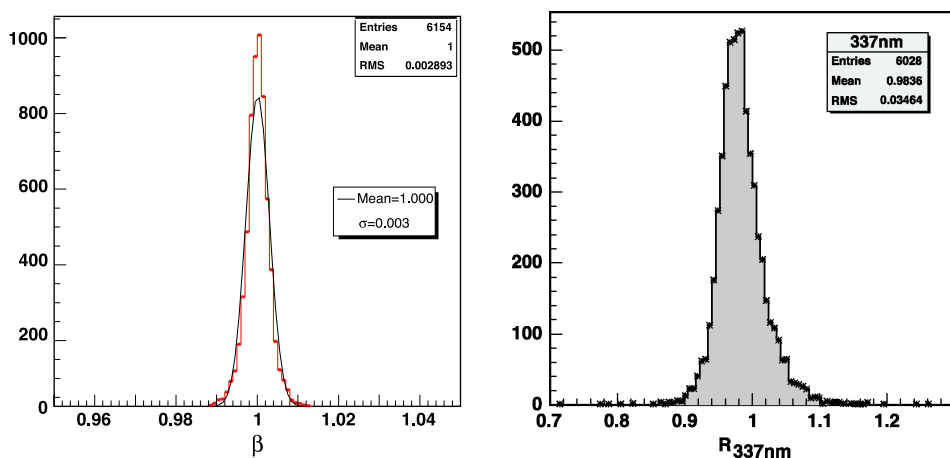 Entries 6154
Mean 1
RMS 0.002893
1000
800
600
400
200
0
Mean=1.000
σ=0.003
0.96 0.98 1 1.02 1.04
β
337nm
Entries 6028
Mean 0.9836
RMS 0.03464
500
400
300
200
100
0
0.7 0.8 0.9 1 1.1 1.2
R337nm